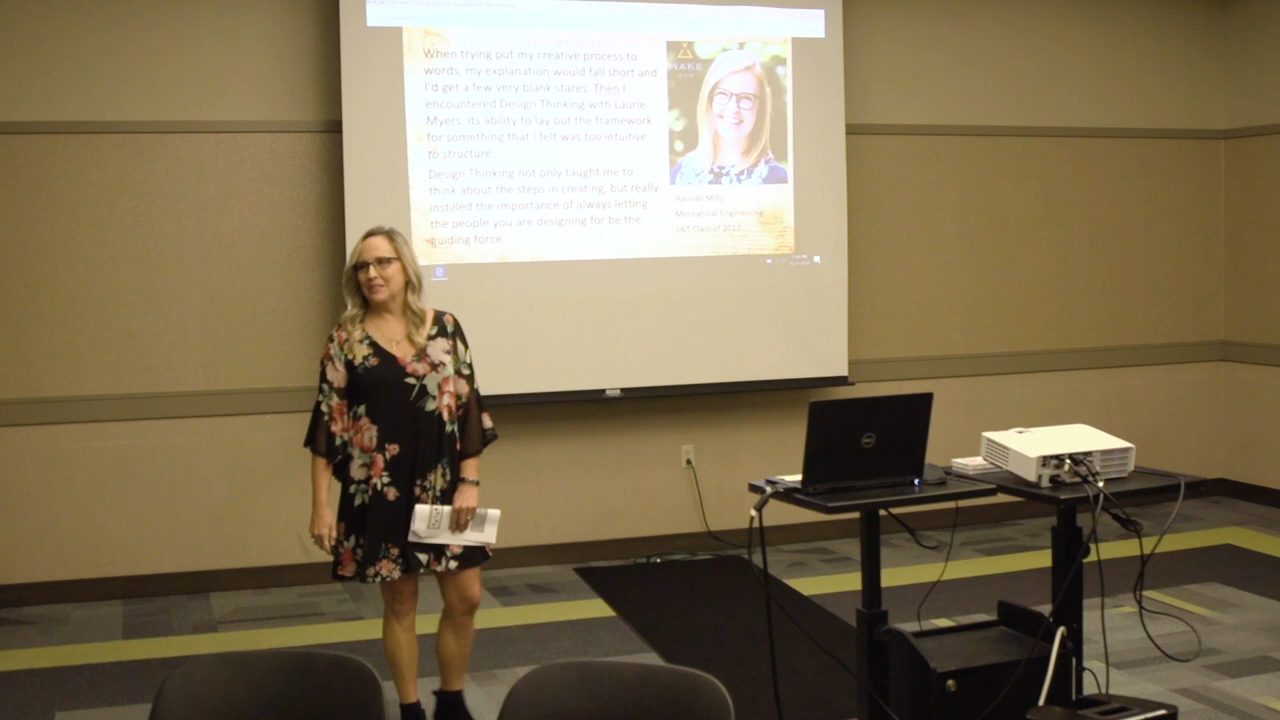 When trying put my creative process to
words, my explanation would fall short and
I'd get a few very blank stares. Then I
encountered Design Thinking with Laurie
Myers. Its ability to lay out the framework
for something that I felt was too intuitive
to structure
Design Thinking not only taught me to
think about the steps in creating, but really
instilled the importance of always letting
the people you are designing for be the
guiding force
MAKE
Hannah Mills
Mechanical Engineering
S&T Class of 2017
DELL